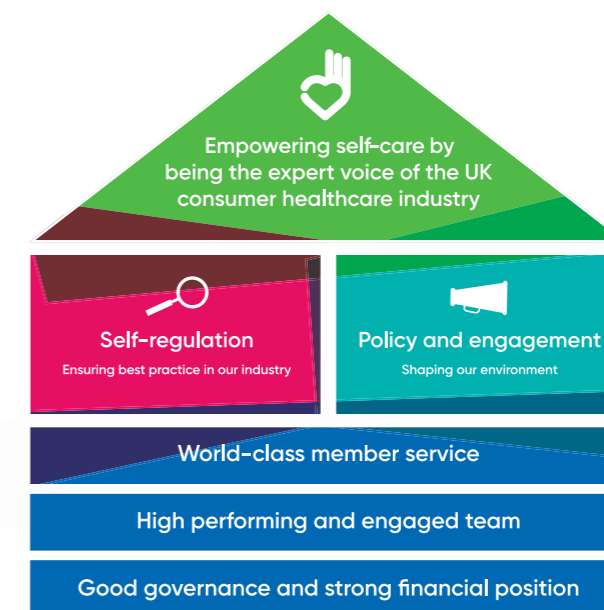 Empowering self-care by
being the expert voice of the UK
consumer healthcare industry
Self-regulation
Ensuring best practice in our industry
Policy and engagement
Shaping our environment
World-class member service
High performing and engaged team
Good governance and strong financial position